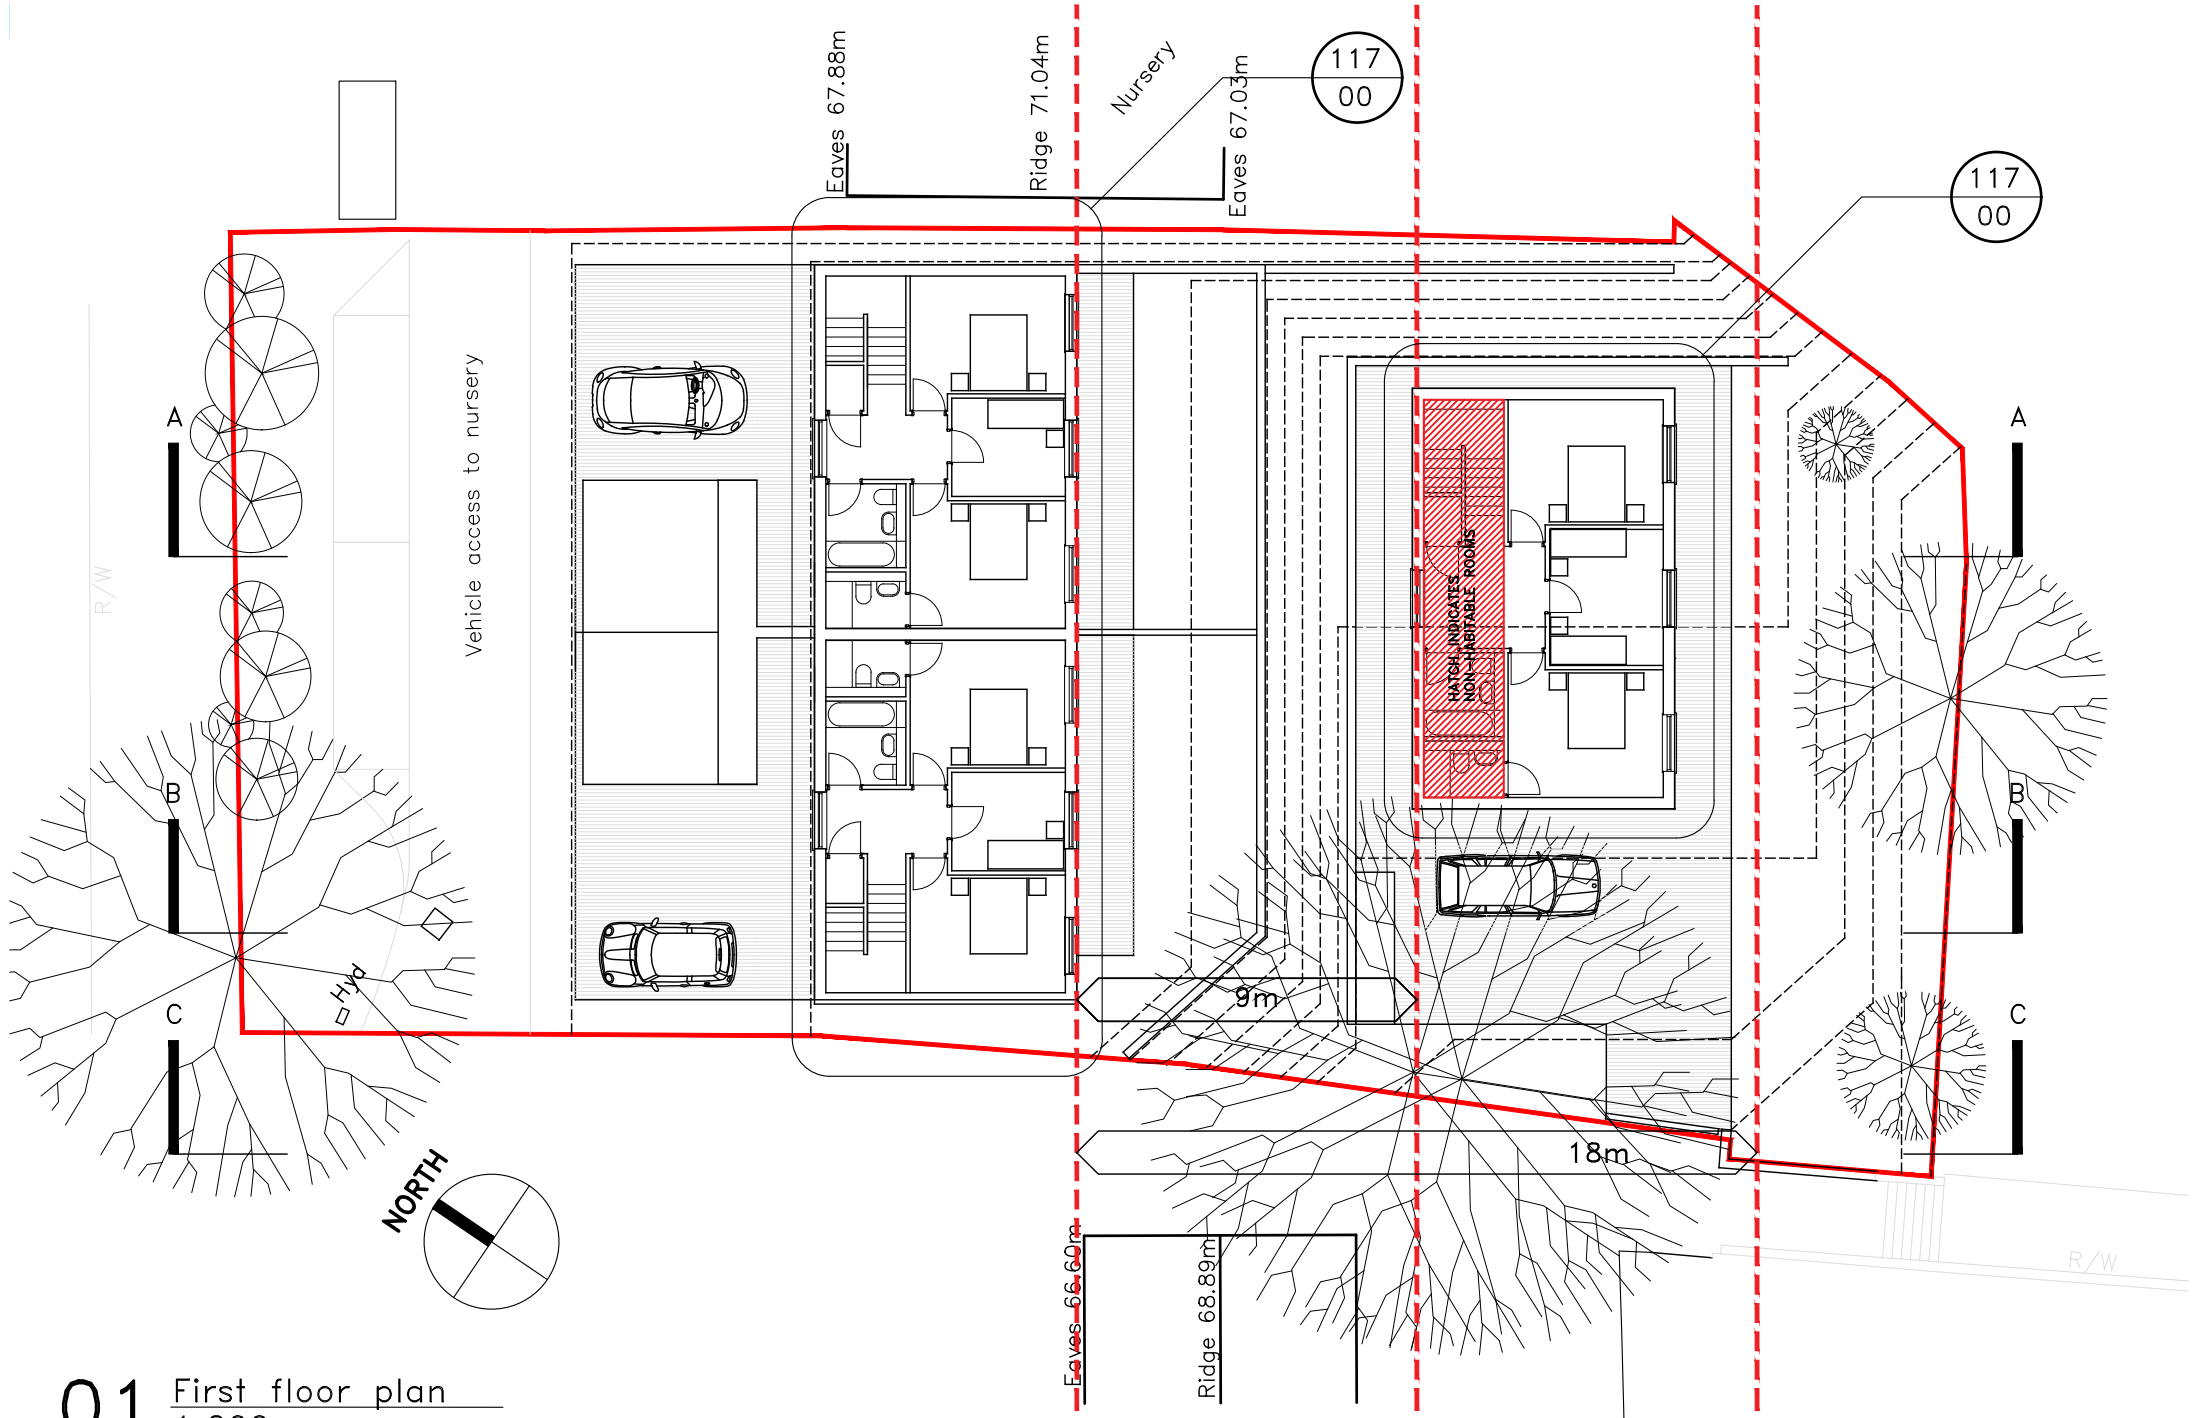 Eaves 67.88m
Ridge 71.04m
Nursery
Eaves 67.03m
117
00
117
00
A
A
Vehicle access to nursery
R/W
HATCH INDICATES
NON-HABITABLE ROOMS
B
B
Hyd
C
C
9m
18m
NORTH
Eaves 66.60m
Ridge 68.89m
R/W
01
First floor plan